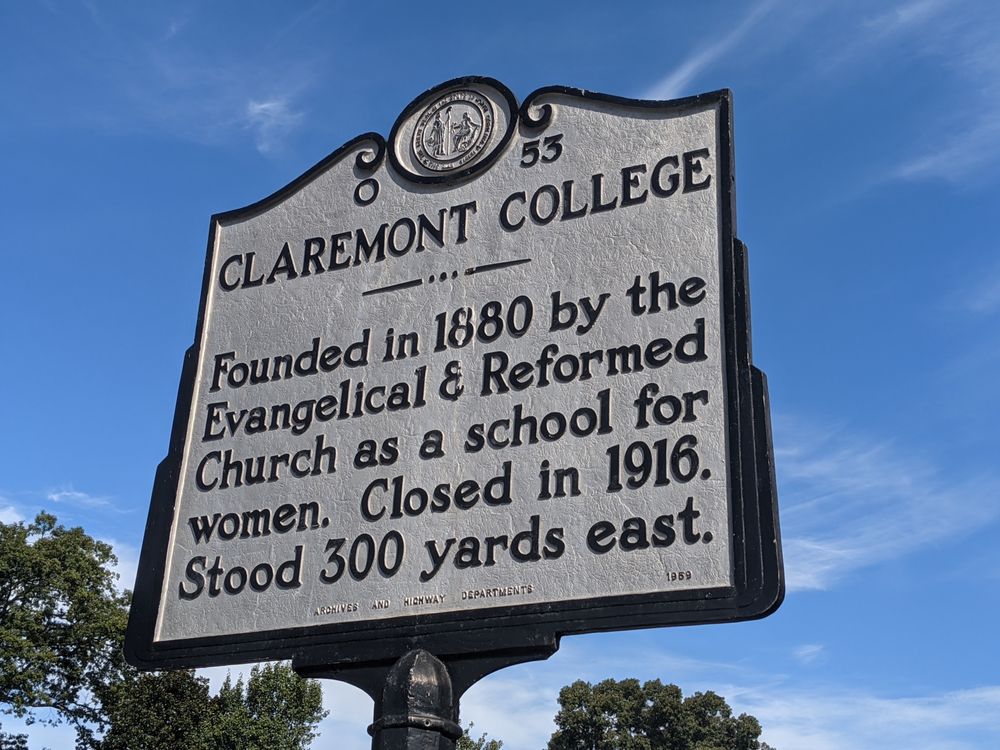 O 53
CLAREMONT COLLEGE
Founded in 1880 by the
Evangelical & Reformed
Church as a school for
women. Closed in 1916.
Stood 300 yards east.
ARCHIVES AND HIGHWAY DEPARTMENTS 1959